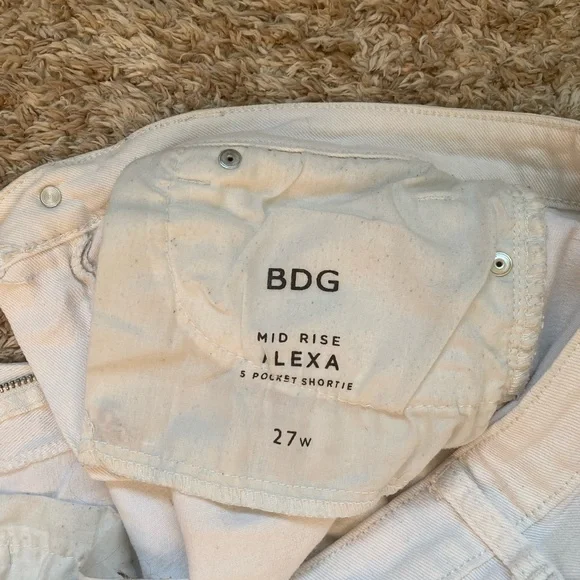 BDG
MID RISE
ALEXA
5 POCKET SHORTIE
27W